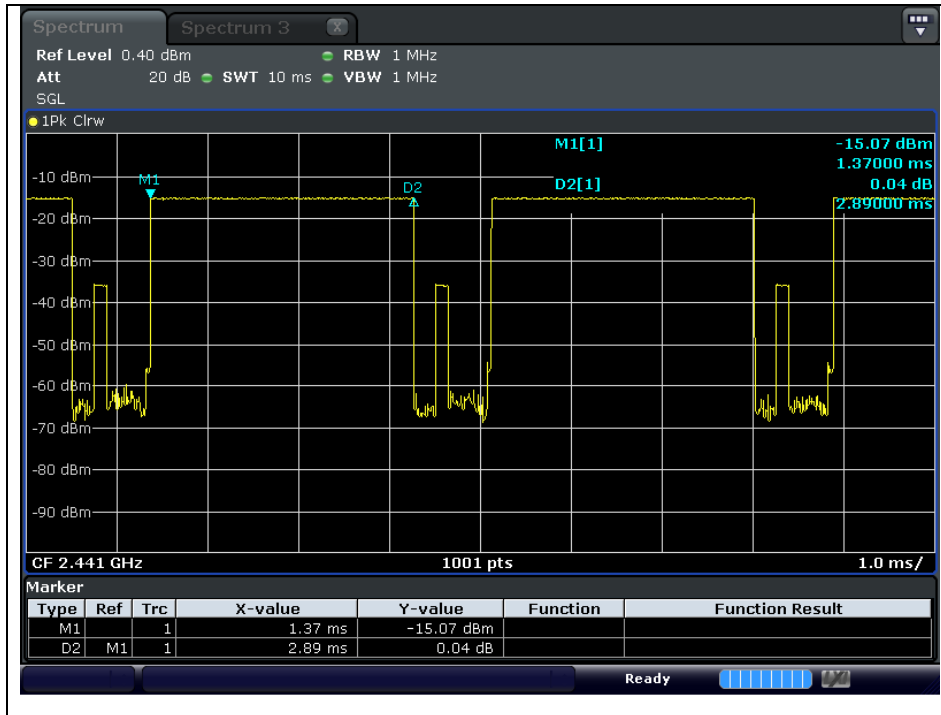 Spectrum Spectrum 3 X
Ref Level 0.40 dBm RBW 1 MHz
Att 20 dB SWT 10 ms VBW 1 MHz
SGL
1Pk Clrw
M1[1] -15.07 dBm
1.37000 ms
D2[1] 0.04 dB
2.89000 ms
M1
D2
-10 dBm
-20 dBm
-30 dBm
-40 dBm
-50 dBm
-60 dBm
-70 dBm
-80 dBm
-90 dBm
CF 2.441 GHz 1001 pts 1.0 ms/
Marker
Type Ref Trc X-value Y-value Function Function Result
M1 1 1.37 ms -15.07 dBm
D2 M1 1 2.89 ms 0.04 dB
Ready